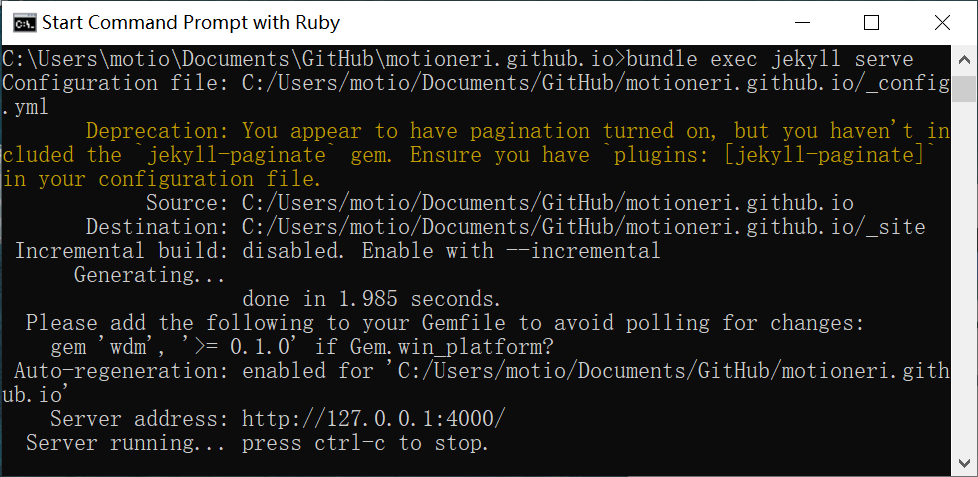 Start Command Prompt with Ruby
C:\Users\motio\Documents\GitHub\motioneri.github.io>bundle exec jekyll serve
Configuration file: C:/Users/motio/Documents/GitHub/motioneri.github.io/_config
.yml
Deprecation: You appear to have pagination turned on, but you haven't in
cluded the `jekyll-paginate` gem. Ensure you have `plugins: [jekyll-paginate]`
in your configuration file.
Source: C:/Users/motio/Documents/GitHub/motioneri.github.io
Destination: C:/Users/motio/Documents/GitHub/motioneri.github.io/_site
Incremental build: disabled. Enable with --incremental
Generating...
done in 1.985 seconds.
Please add the following to your Gemfile to avoid polling for changes:
gem 'wdm', '>= 0.1.0' if Gem.win_platform?
Auto-regeneration: enabled for 'C:/Users/motio/Documents/GitHub/motioneri.gith
ub.io'
Server address: http://127.0.0.1:4000/
Server running... press ctrl-c to stop.